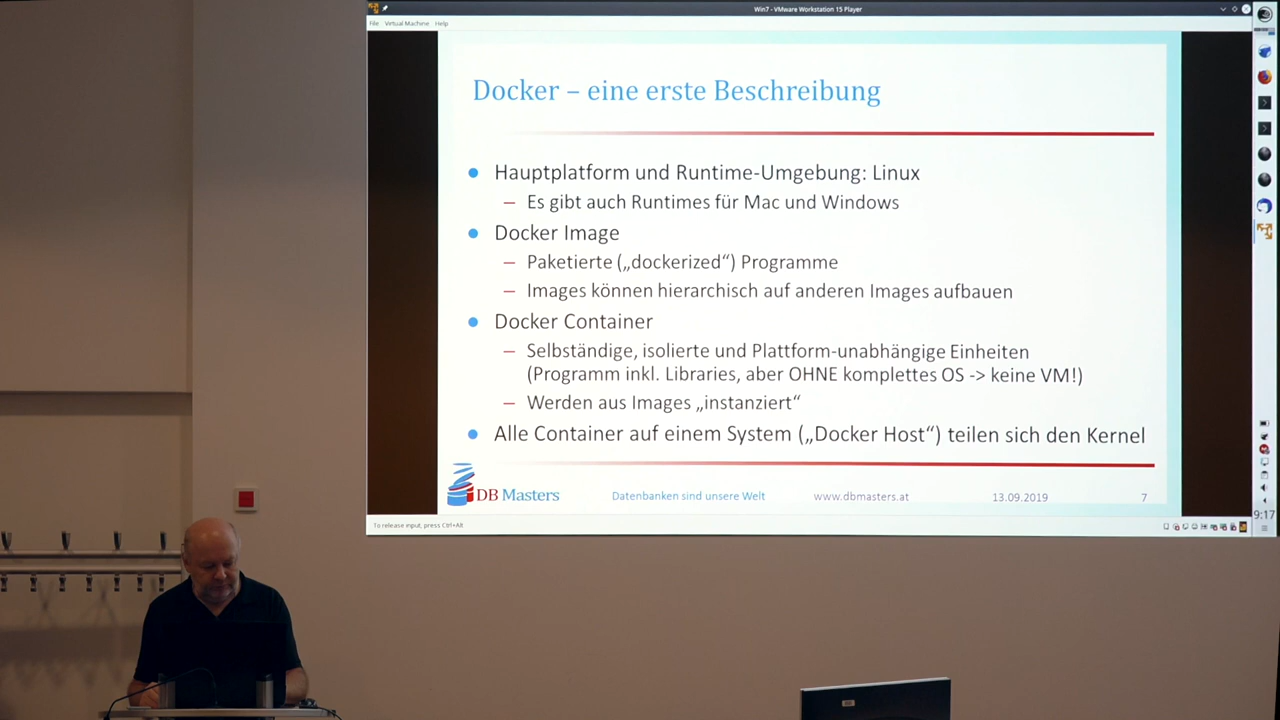 Win7 - VMware Workstation 15 Player
File Virtual Machine Help
Docker – eine erste Beschreibung
Hauptplatform und Runtime-Umgebung: Linux
– Es gibt auch Runtimes für Mac und Windows
Docker Image
– Paketierte („dockerized“) Programme
– Images können hierarchisch auf anderen Images aufbauen
Docker Container
– Selbständige, isolierte und Plattform-unabhängige Einheiten
(Programm inkl. Libraries, aber OHNE komplettes OS -> keine VM!)
– Werden aus Images „instanziert“
Alle Container auf einem System („Docker Host“) teilen sich den Kernel
DB Masters
Datenbanken sind unsere Welt
www.dbmasters.at
13.09.2019
7
To release input, press Ctrl+Alt
9:17